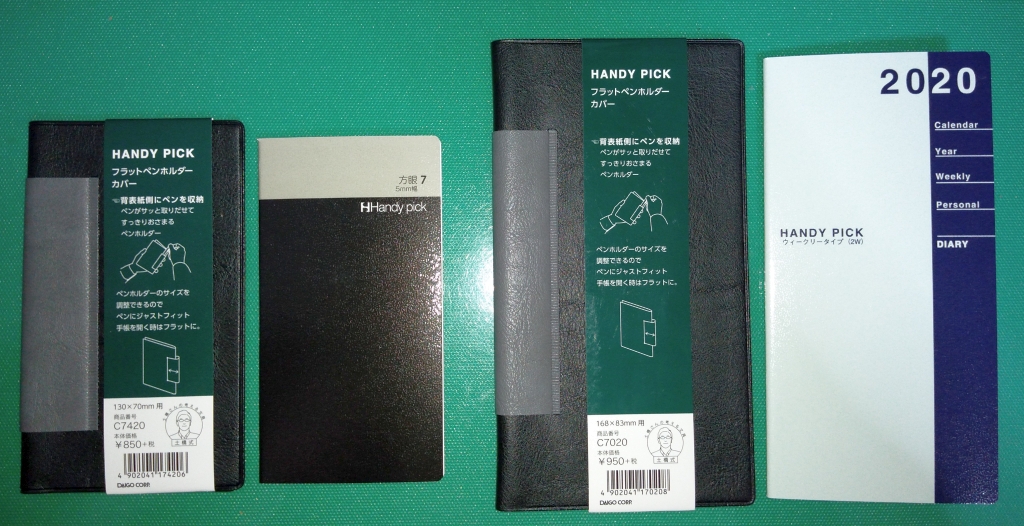 HANDY PICK
フラットペンホルダー
カバー
☜背表紙側にペンを収納
ペンがサッと取りだせて
すっきりおさまる
ペンホルダー
ペンホルダーのサイズを
調整できるので
ペンにジャストフィット
手帳を開く時はフラットに。
130×70mm 用
商品番号
C7420
本体価格
¥850+税
土橋式
4 902041 174206
DAIGO CORP.
方眼 7
5mm幅
Handy pick
HANDY PICK
フラットペンホルダー
カバー
☜背表紙側にペンを収納
ペンがサッと取りだせて
すっきりおさまる
ペンホルダー
ペンホルダーのサイズを
調整できるので
ペンにジャストフィット
手帳を開く時はフラットに。
168×83mm 用
商品番号
C7020
本体価格
¥950+税
土橋式
4 902041 170208
DAIGO CORP.
2020
Calendar
Year
Weekly
Personal
DIARY
HANDY PICK
ウィークリータイプ (2W)